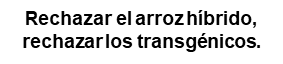 Rechazar el arroz híbrido,
rechazar los transgénicos.